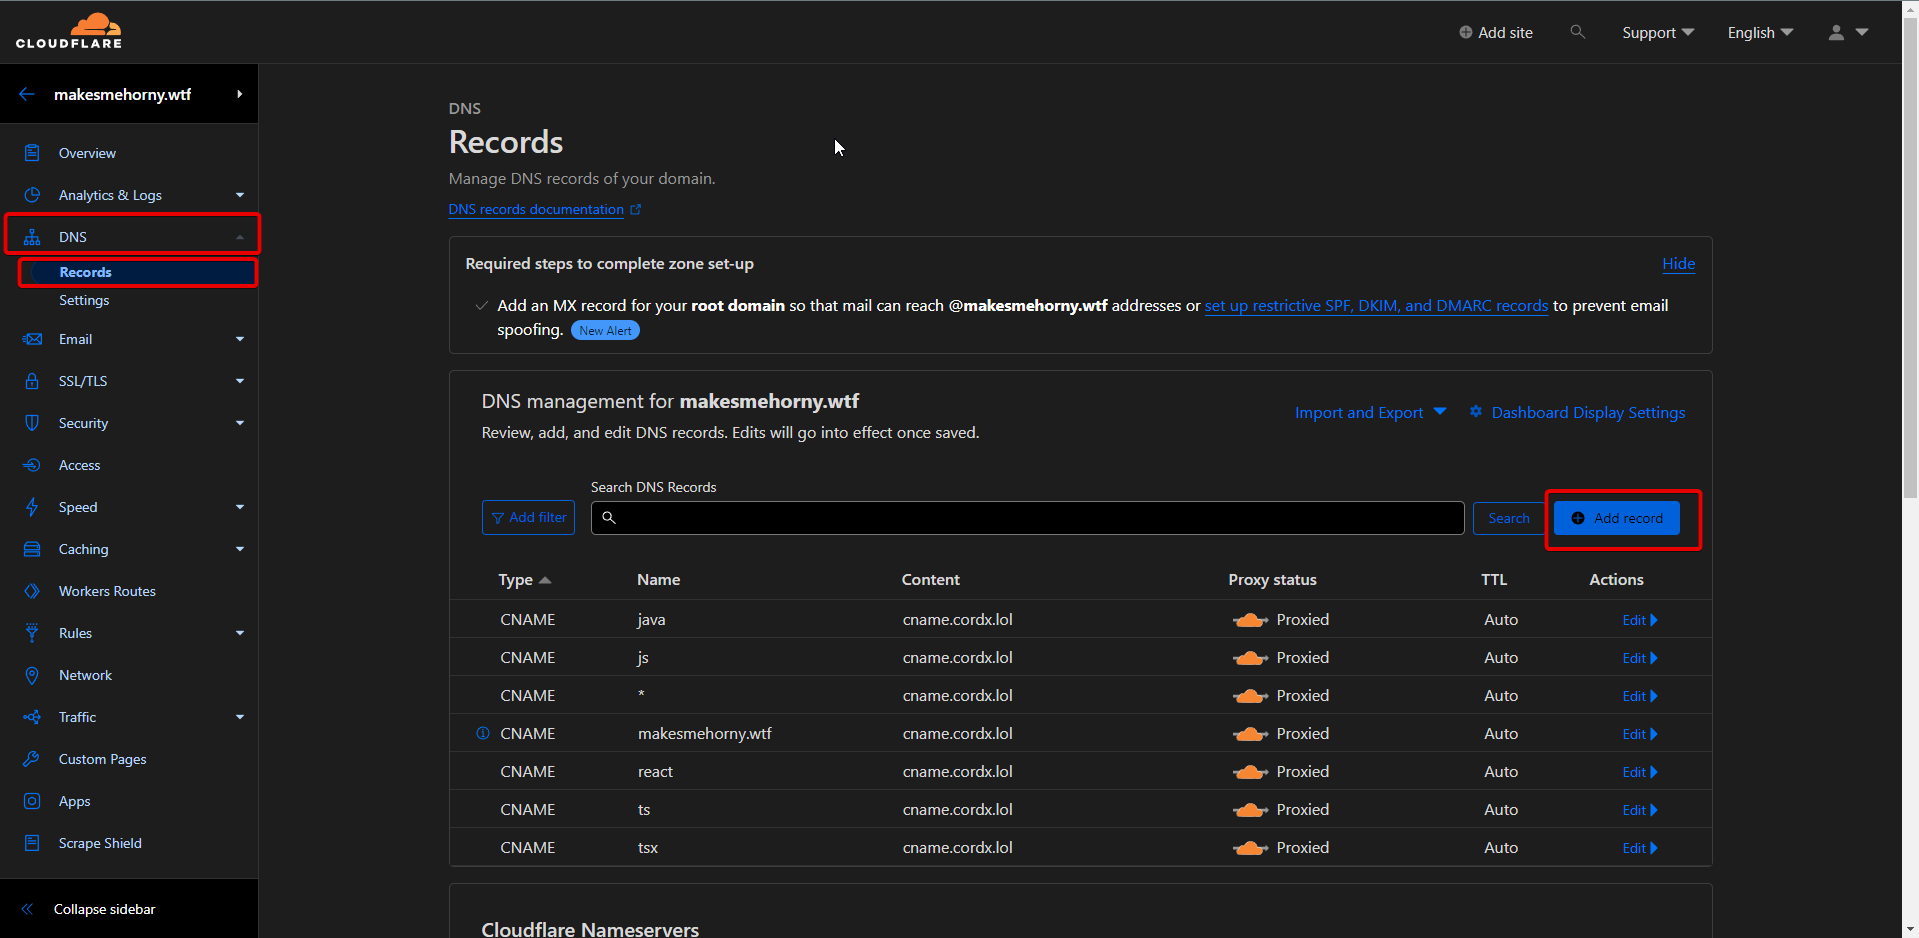 CLOUDFLARE
Add site
Support
English
makesmehorny.wtf
Overview
Analytics & Logs
DNS
Records
Settings
Email
SSL/TLS
Security
Access
Speed
Caching
Workers Routes
Rules
Network
Traffic
Custom Pages
Apps
Scrape Shield
Collapse sidebar
DNS
Records
Manage DNS records of your domain.
DNS records documentation
Required steps to complete zone set-up
Hide
Add an MX record for your root domain so that mail can reach @makesmehorny.wtf addresses or set up restrictive SPF, DKIM, and DMARC records to prevent email
spoofing. New Alert
DNS management for makesmehorny.wtf
Import and Export Dashboard Display Settings
Review, add, and edit DNS records. Edits will go into effect once saved.
Search DNS Records
Add filter Search Add record
Type Name Content Proxy status TTL Actions
CNAME java cname.cordx.lol Proxied Auto Edit
CNAME js cname.cordx.lol Proxied Auto Edit
CNAME * cname.cordx.lol Proxied Auto Edit
CNAME makesmehorny.wtf cname.cordx.lol Proxied Auto Edit
CNAME react cname.cordx.lol Proxied Auto Edit
CNAME ts cname.cordx.lol Proxied Auto Edit
CNAME tsx cname.cordx.lol Proxied Auto Edit
Cloudflare Nameservers